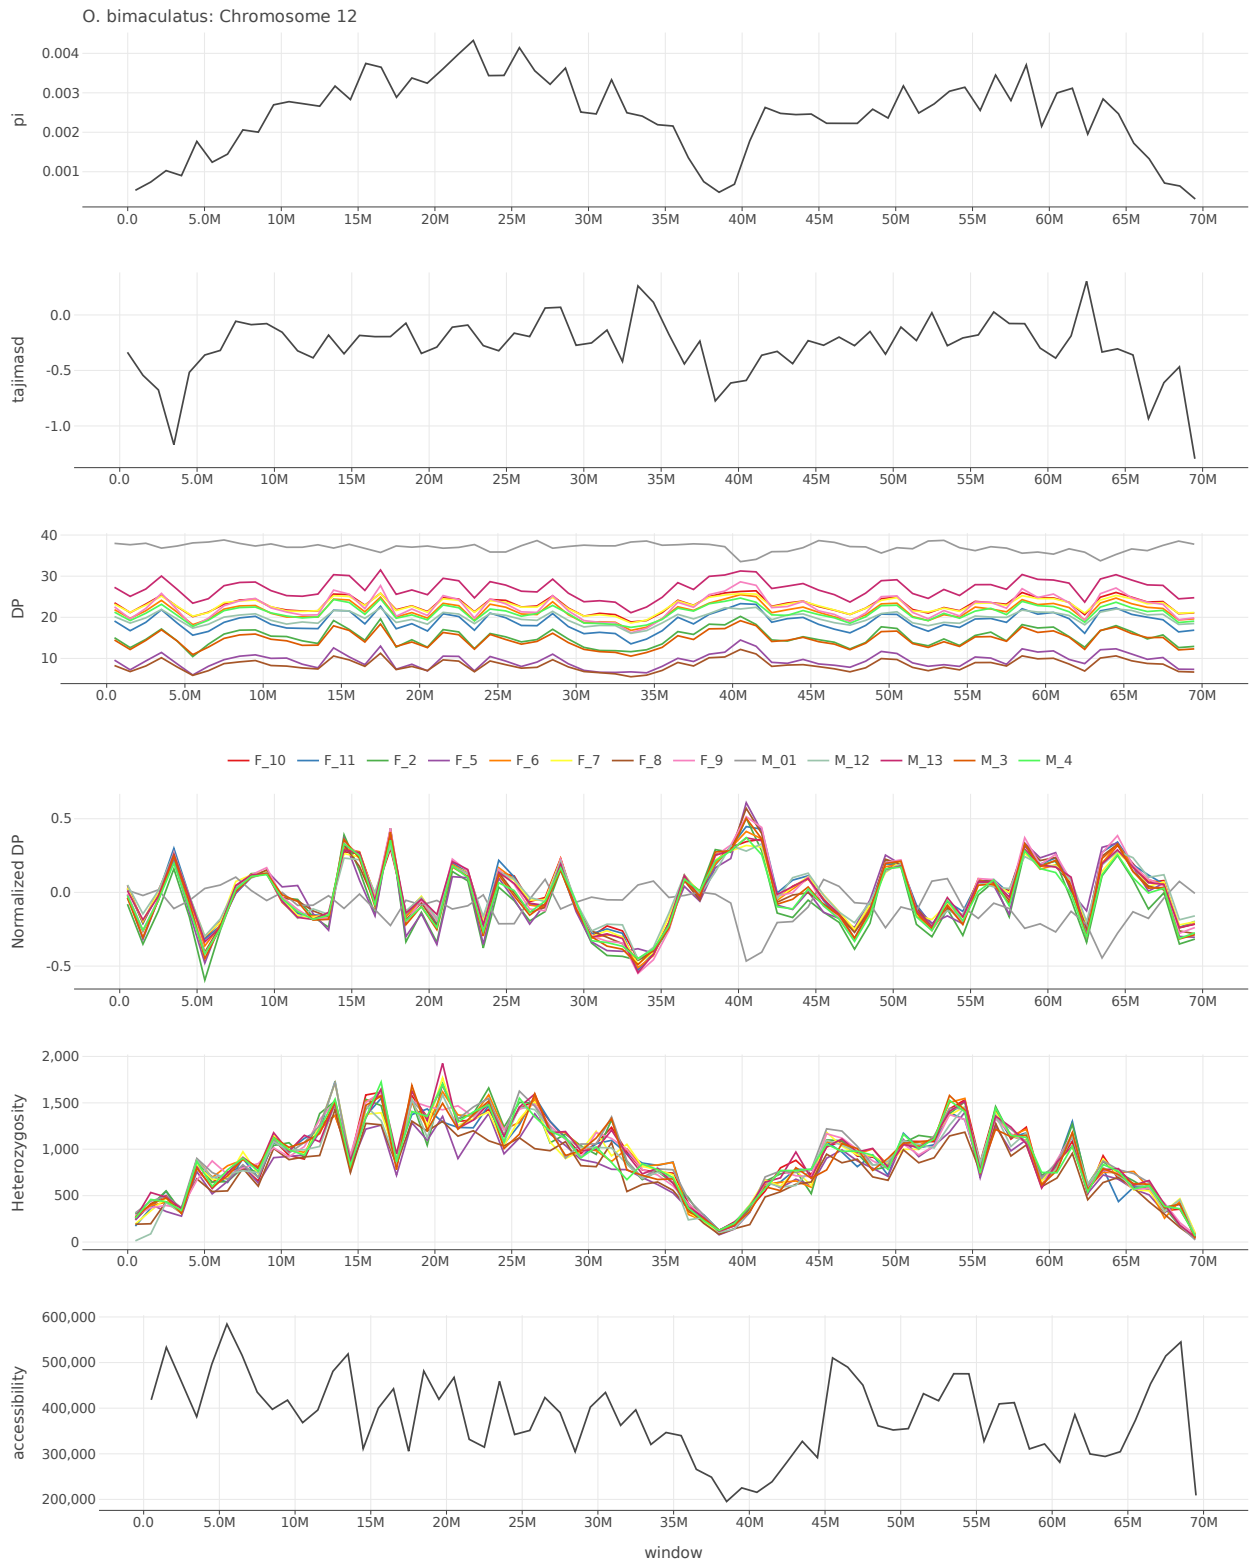 O. bimaculatus: Chromosome 12
pi
0.004
0.003
0.002
0.001
0.0 5.0M 10M 15M 20M 25M 30M 35M 40M 45M 50M 55M 60M 65M 70M
tajimasd
0.0
-0.5
-1.0
0.0 5.0M 10M 15M 20M 25M 30M 35M 40M 45M 50M 55M 60M 65M 70M
DP
40
30
20
10
0.0 5.0M 10M 15M 20M 25M 30M 35M 40M 45M 50M 55M 60M 65M 70M
F_10 F_11 F_2 F_5 F_6 F_7 F_8 F_9 M_01 M_12 M_13 M_3 M_4
Normalized DP
0.5
0.0
-0.5
0.0 5.0M 10M 15M 20M 25M 30M 35M 40M 45M 50M 55M 60M 65M 70M
Heterozygosity
2,000
1,500
1,000
500
0
0.0 5.0M 10M 15M 20M 25M 30M 35M 40M 45M 50M 55M 60M 65M 70M
accessibility
600,000
500,000
400,000
300,000
200,000
0.0 5.0M 10M 15M 20M 25M 30M 35M 40M 45M 50M 55M 60M 65M 70M
window